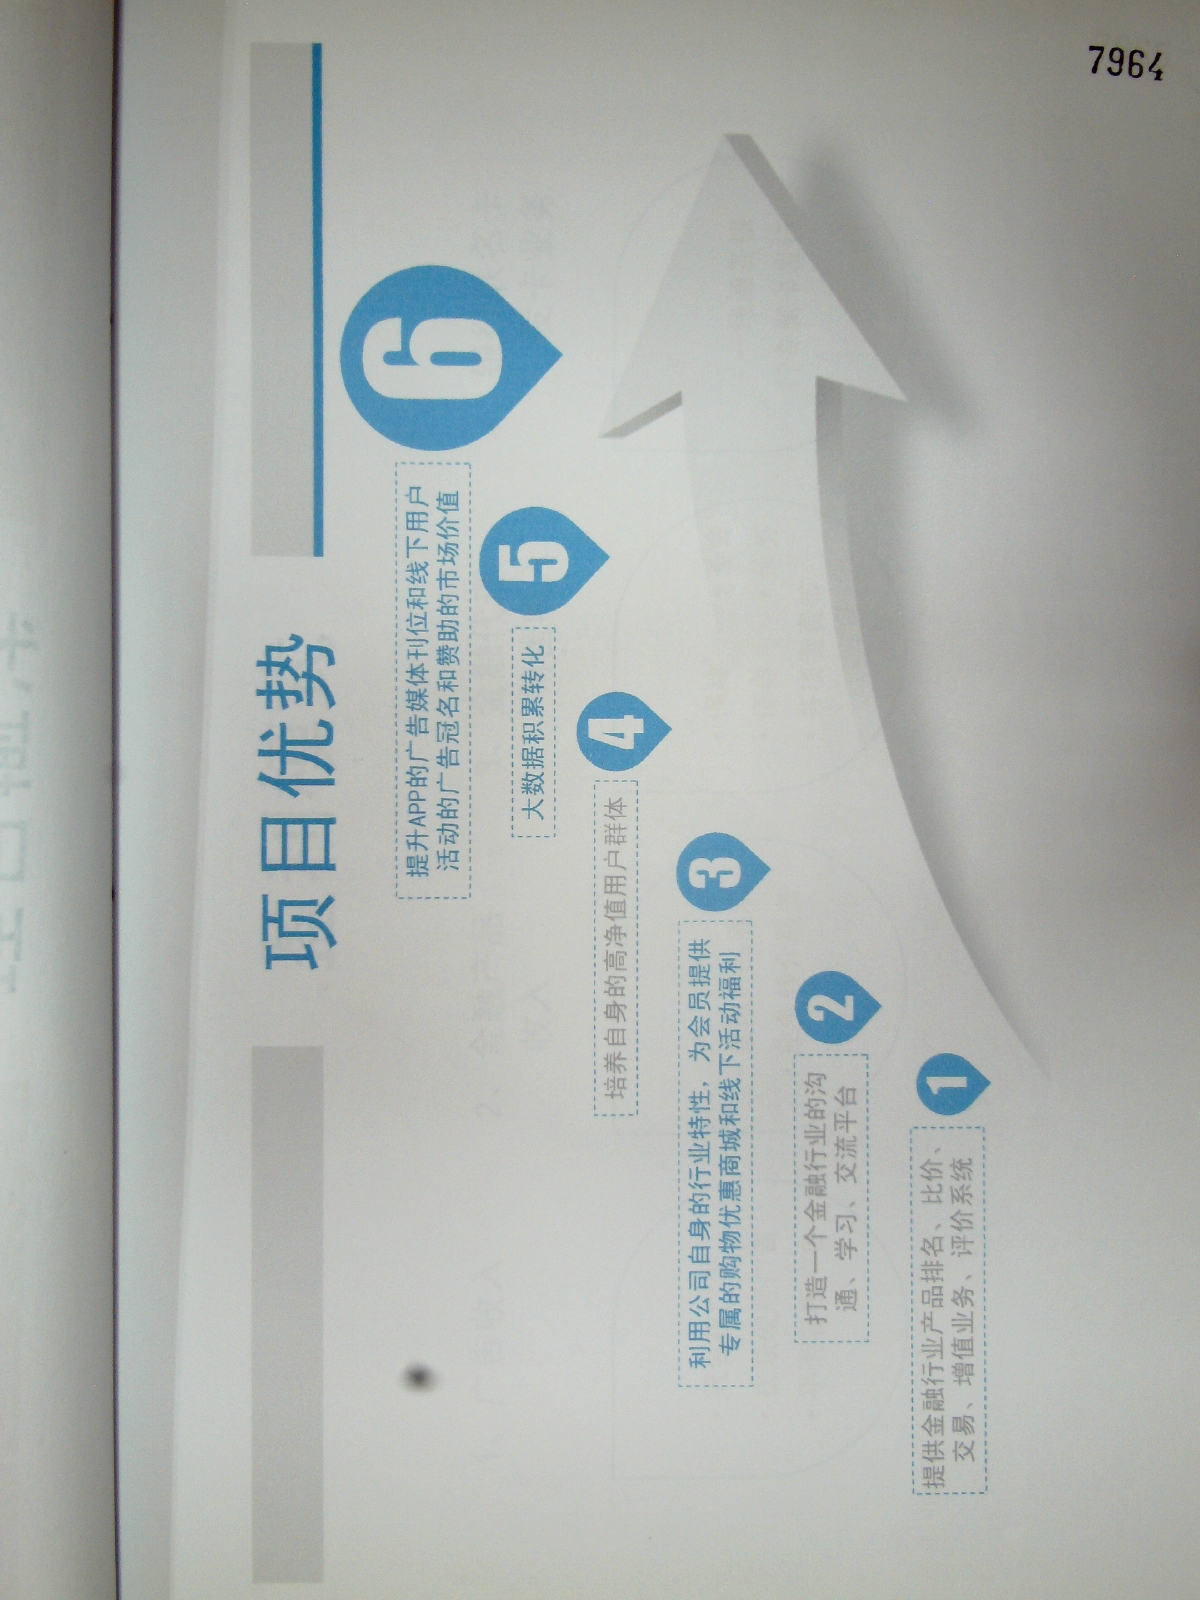 7964
项目优势
6
提升APP的广告媒体刊位和线下用户
活动的广告冠名和赞助的市场价值
5
大数据积累转化
4
培养自身的高净值用户群体
3
利用公司自身的行业特性，为会员提供
专属的购物优惠商城和线下活动福利
2
打造一个金融行业的沟
通、学习、交流平台
1
提供金融行业产品排名、比价、
交易、增值业务、评价系统